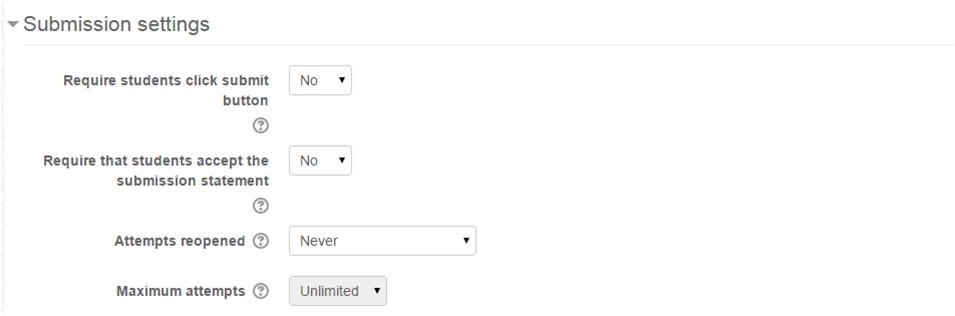 Submission settings
Require students click submit No
button
Require that students accept the No
submission statement
Attempts reopened Never
Maximum attempts Unlimited